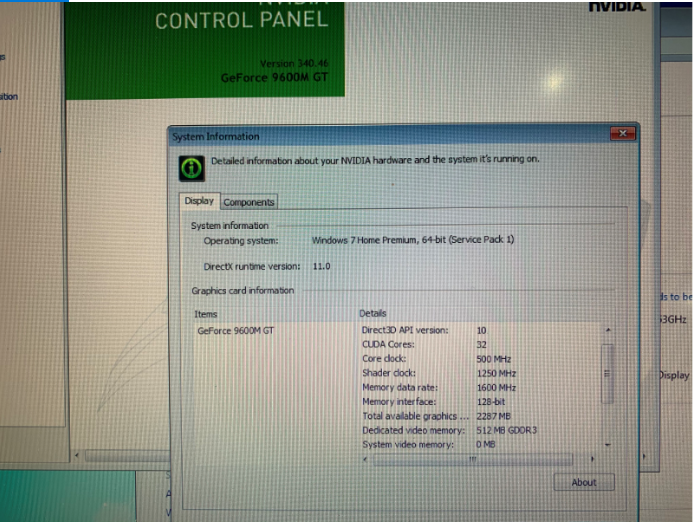 CONTROL PANEL
nVIDIA.
Version 340.46
GeForce 9600M GT
System Information
Detailed information about your NVIDIA hardware and the system it's running on.
Display Components
System information
Operating system: Windows 7 Home Premium, 64-bit (Service Pack 1)
DirectX runtime version: 11.0
Graphics card information
Items Details
GeForce 9600M GT
Direct3D API version: 10
CUDA Cores: 32
Core clock: 500 MHz
Shader clock: 1250 MHz
Memory data rate: 1600 MHz
Memory interface: 128-bit
Total available graphics ... 2287 MB
Dedicated video memory: 512 MB GDDR3
System video memory: 0 MB
About
ls to be
53GHz
Display